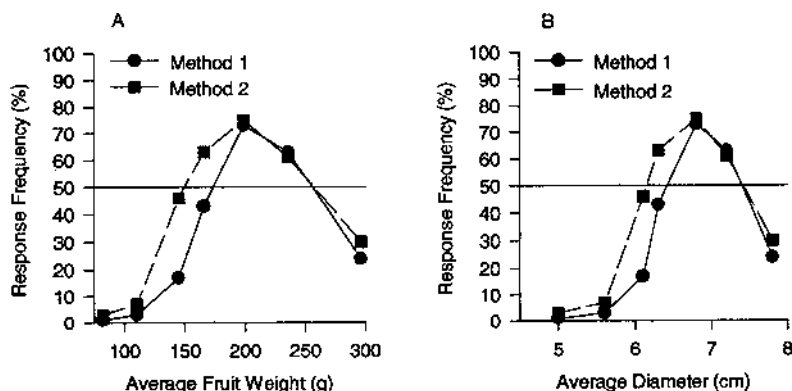 A
Method 1
Method 2
Response Frequency (%)
100
90
80
70
60
50
40
30
20
10
0
100 150 200 250 300
Average Fruit Weight (g)
B
Method 1
Method 2
Response Frequency (%)
100
90
80
70
60
50
40
30
20
10
0
5 6 7 8
Average Diameter (cm)